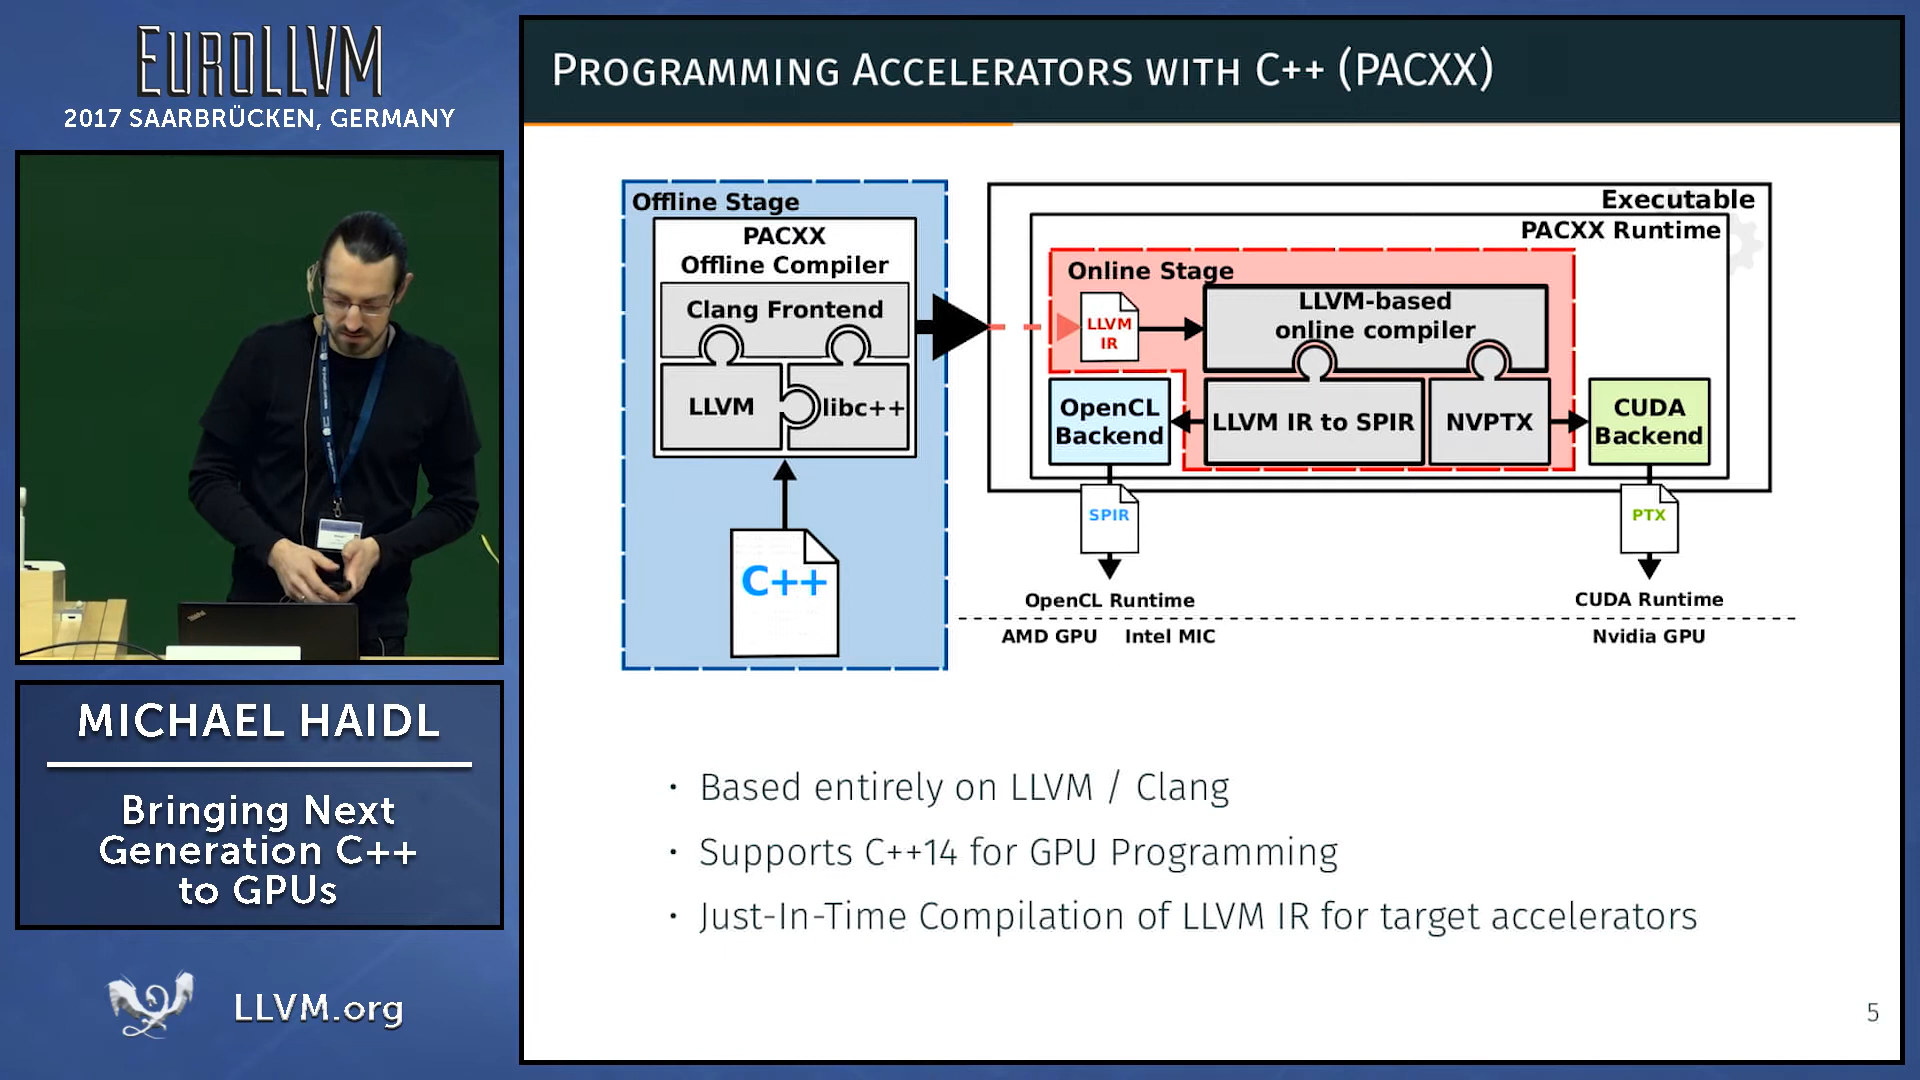 EUROLLVM
2017 SAARBRÜCKEN, GERMANY
MICHAEL HAIDL
Bringing Next
Generation C++
to GPUs
LLVM.org
PROGRAMMING ACCELERATORS WITH C++ (PACXX)
Offline Stage
PACXX
Offline Compiler
Clang Frontend
LLVM
libc++
C++
Executable
PACXX Runtime
Online Stage
LLVM
IR
LLVM-based
online compiler
OpenCL
Backend
LLVM IR to SPIR
NVPTX
CUDA
Backend
SPIR
PTX
OpenCL Runtime
CUDA Runtime
AMD GPU Intel MIC
Nvidia GPU
· Based entirely on LLVM / Clang
· Supports C++14 for GPU Programming
· Just-In-Time Compilation of LLVM IR for target accelerators
5